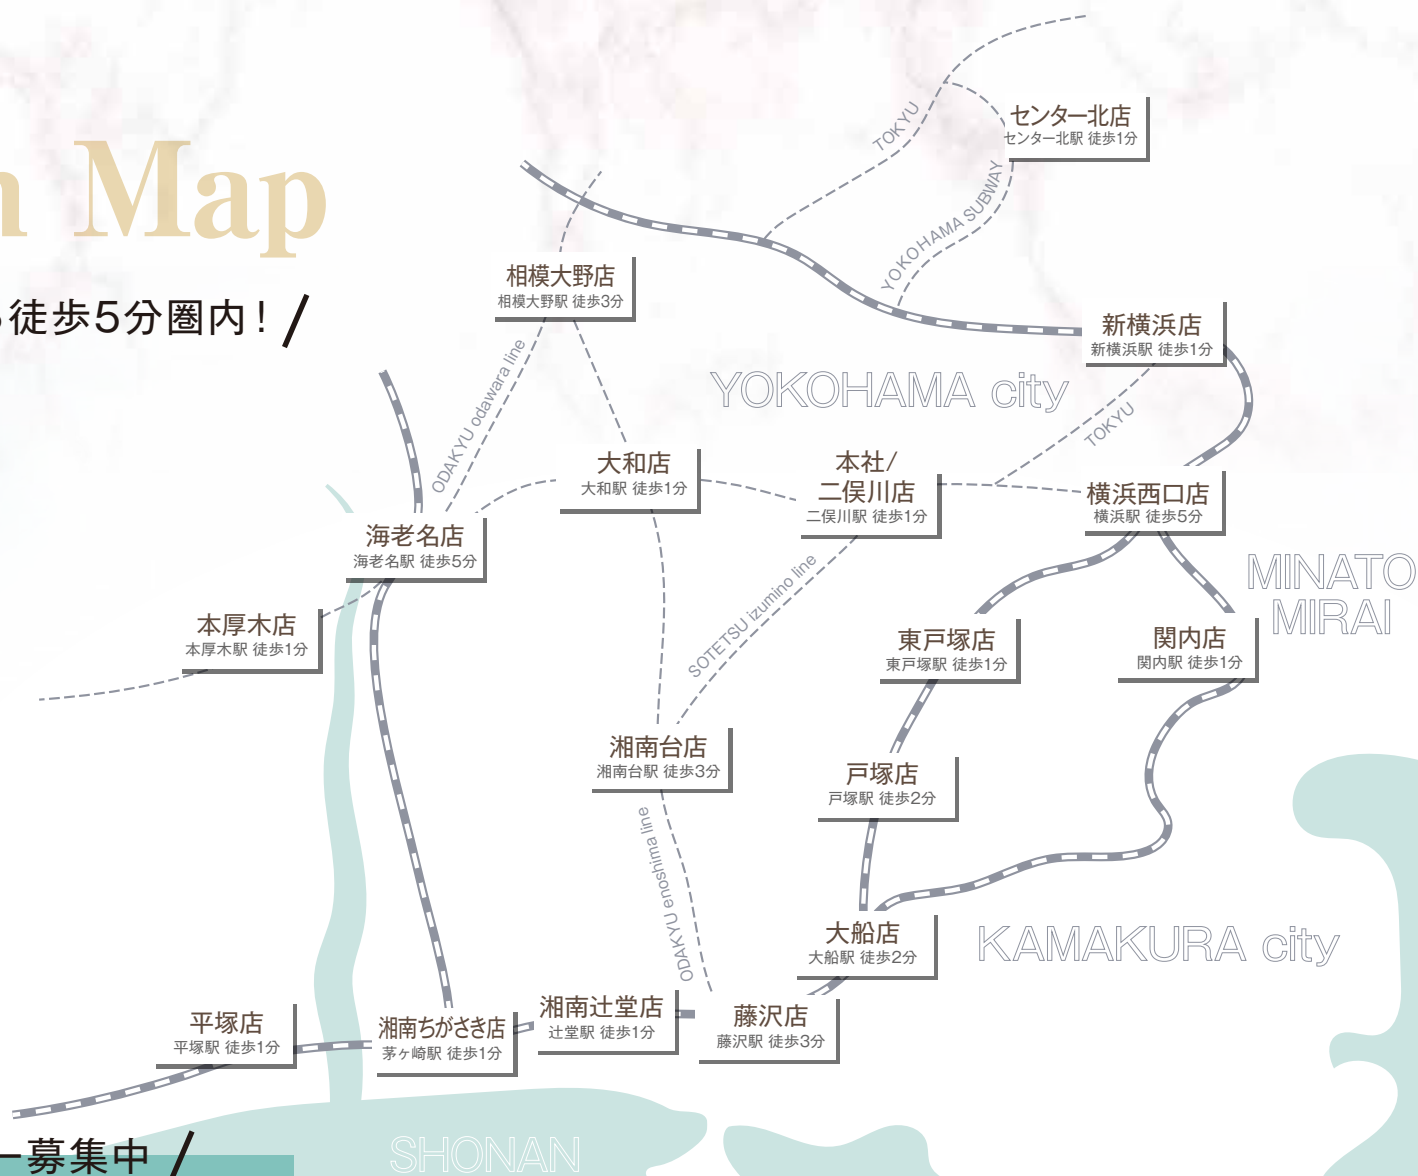 Map
徒歩5分圏内!
TOKYU
センター北店
センター北駅 徒歩1分
YOKOHAMA SUBWAY
相模大野店
相模大野駅 徒歩3分
新横浜店
新横浜駅 徒歩1分
ODAKYU odawara line
YOKOHAMA city
TOKYU
大和店
大和駅 徒歩1分
本社/
二俣川店
二俣川駅 徒歩1分
横浜西口店
横浜駅 徒歩5分
海老名店
海老名駅 徒歩5分
MINATO
MIRAI
本厚木店
本厚木駅 徒歩1分
SOTETSU izumino line
東戸塚店
東戸塚駅 徒歩1分
関内店
関内駅 徒歩1分
湘南台店
湘南台駅 徒歩3分
戸塚店
戸塚駅 徒歩2分
ODAKYU enoshima line
大船店
大船駅 徒歩2分
KAMAKURA city
平塚店
平塚駅 徒歩1分
湘南ちがさき店
茅ヶ崎駅 徒歩1分
湘南辻堂店
辻堂駅 徒歩1分
藤沢店
藤沢駅 徒歩3分
ー募集中
SHONAN